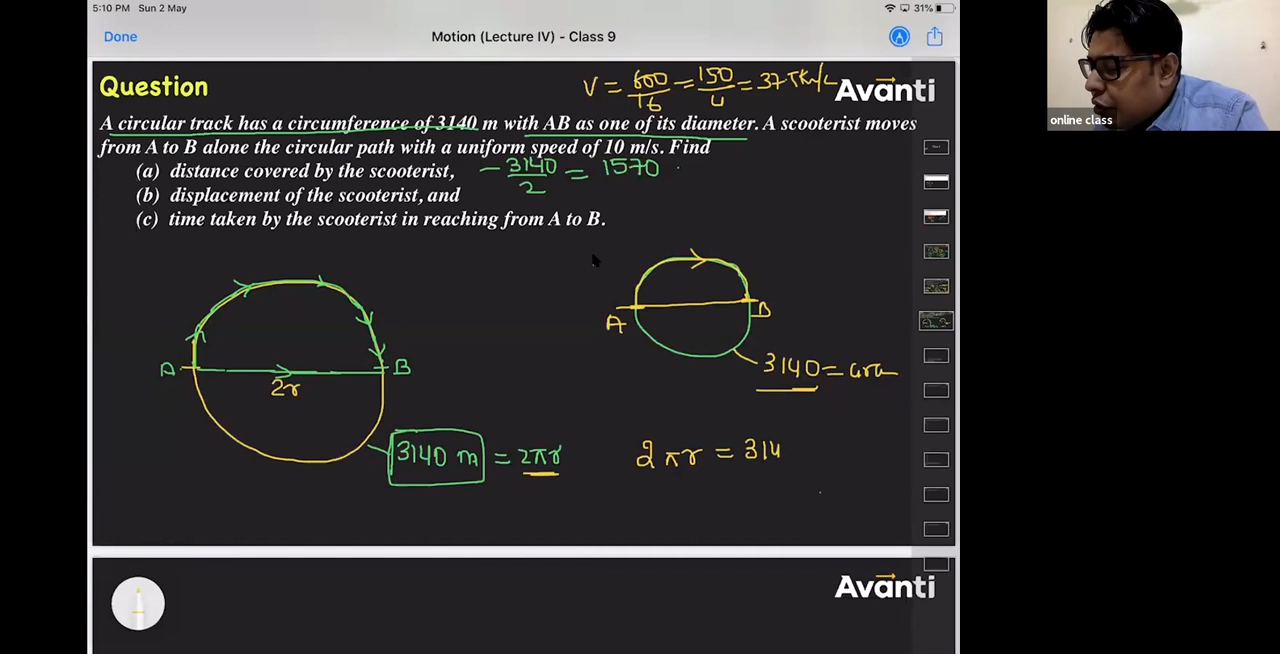 5:10 PM Sun 2 May
31%
Done
Motion (Lecture IV) - Class 9
Question
V = 600/16 = 150/4 = 37.5 Km/h
Avanti
A circular track has a circumference of 3140 m with AB as one of its diameter. A scooterist moves
from A to B alone the circular path with a uniform speed of 10 m/s. Find
(a) distance covered by the scooterist, - 3140/2 = 1570
(b) displacement of the scooterist, and
(c) time taken by the scooterist in reaching from A to B.
A B
2r
A B
3140 =
3140 m = 2πr
2πr = 314
Avanti
online class